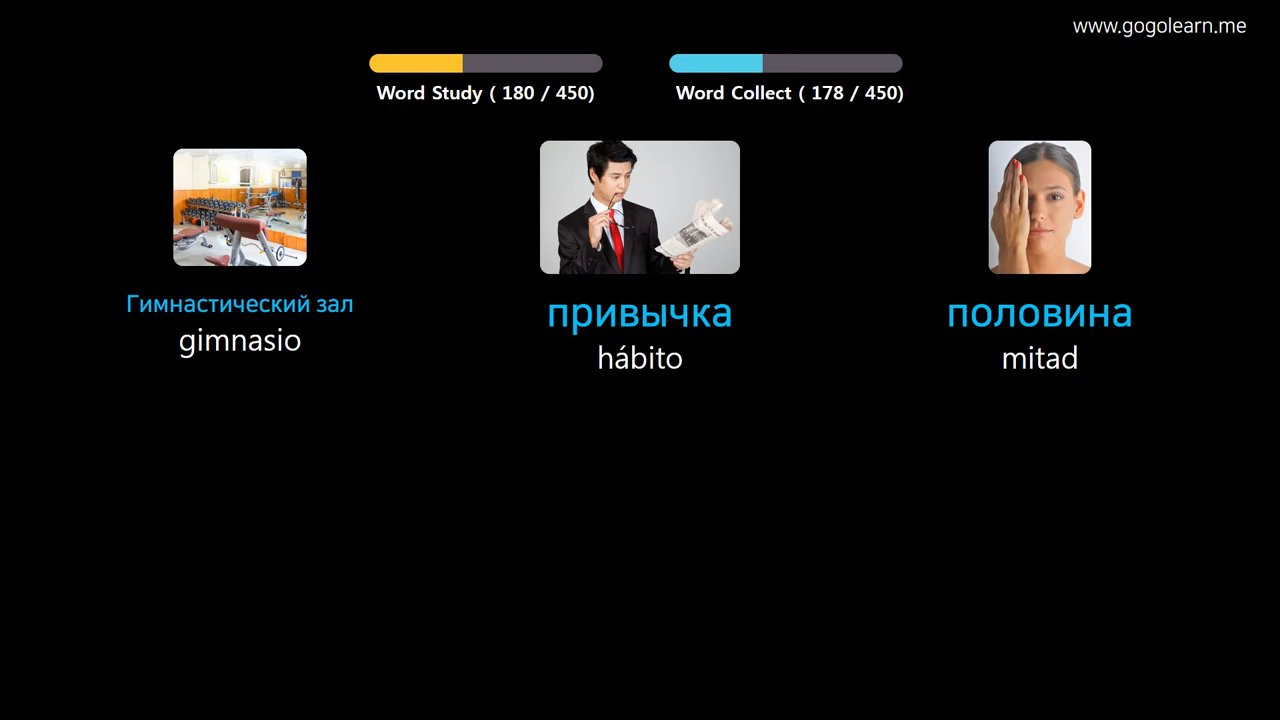 www.gogolearn.me
Word Study ( 180 / 450)
Word Collect ( 178 / 450)
Гимнастический зал
gimnasio
привычка
hábito
половина
mitad